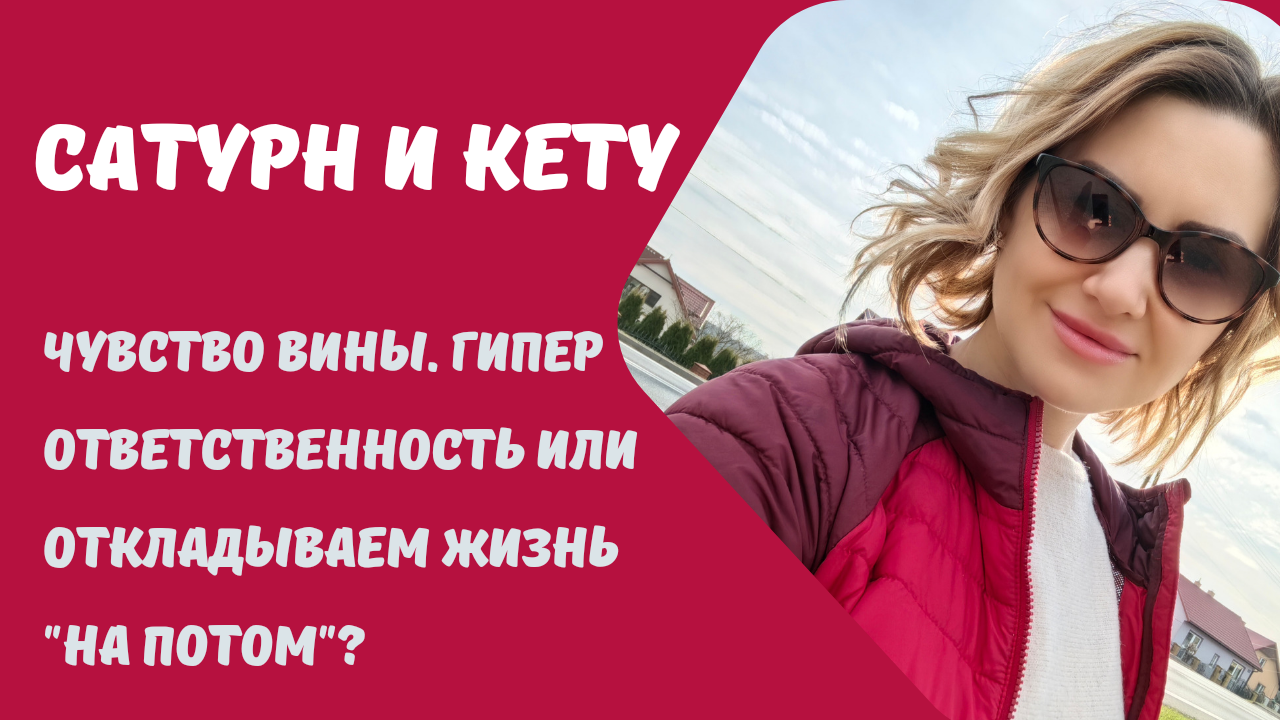 САТУРН И КЕТУ
ЧУВСТВО ВИНЫ. ГИПЕР
ОТВЕТСТВЕННОСТЬ ИЛИ
ОТКЛАДЫВАЕМ ЖИЗНЬ
"НА ПОТОМ"?